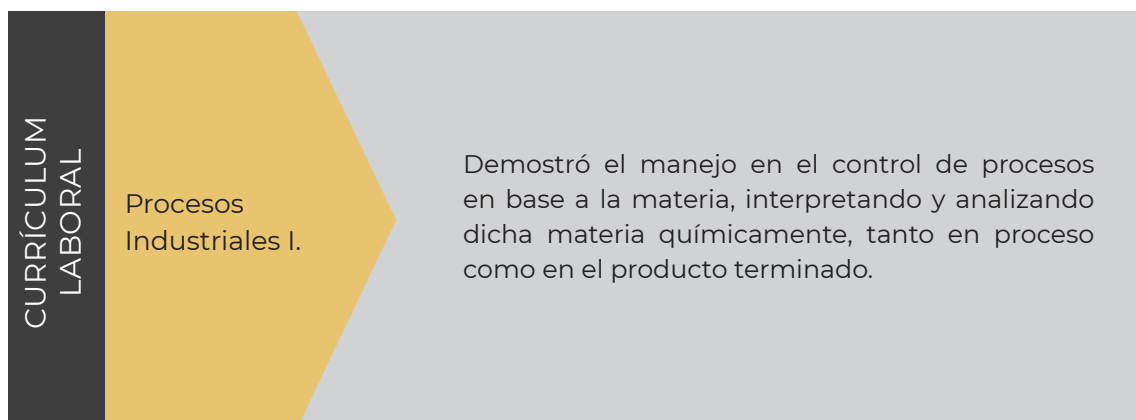 CURRÍCULUM
LABORAL
Procesos
Industriales I.
Demostró el manejo en el control de procesos
en base a la materia, interpretando y analizando
dicha materia químicamente, tanto en proceso
como en el producto terminado.